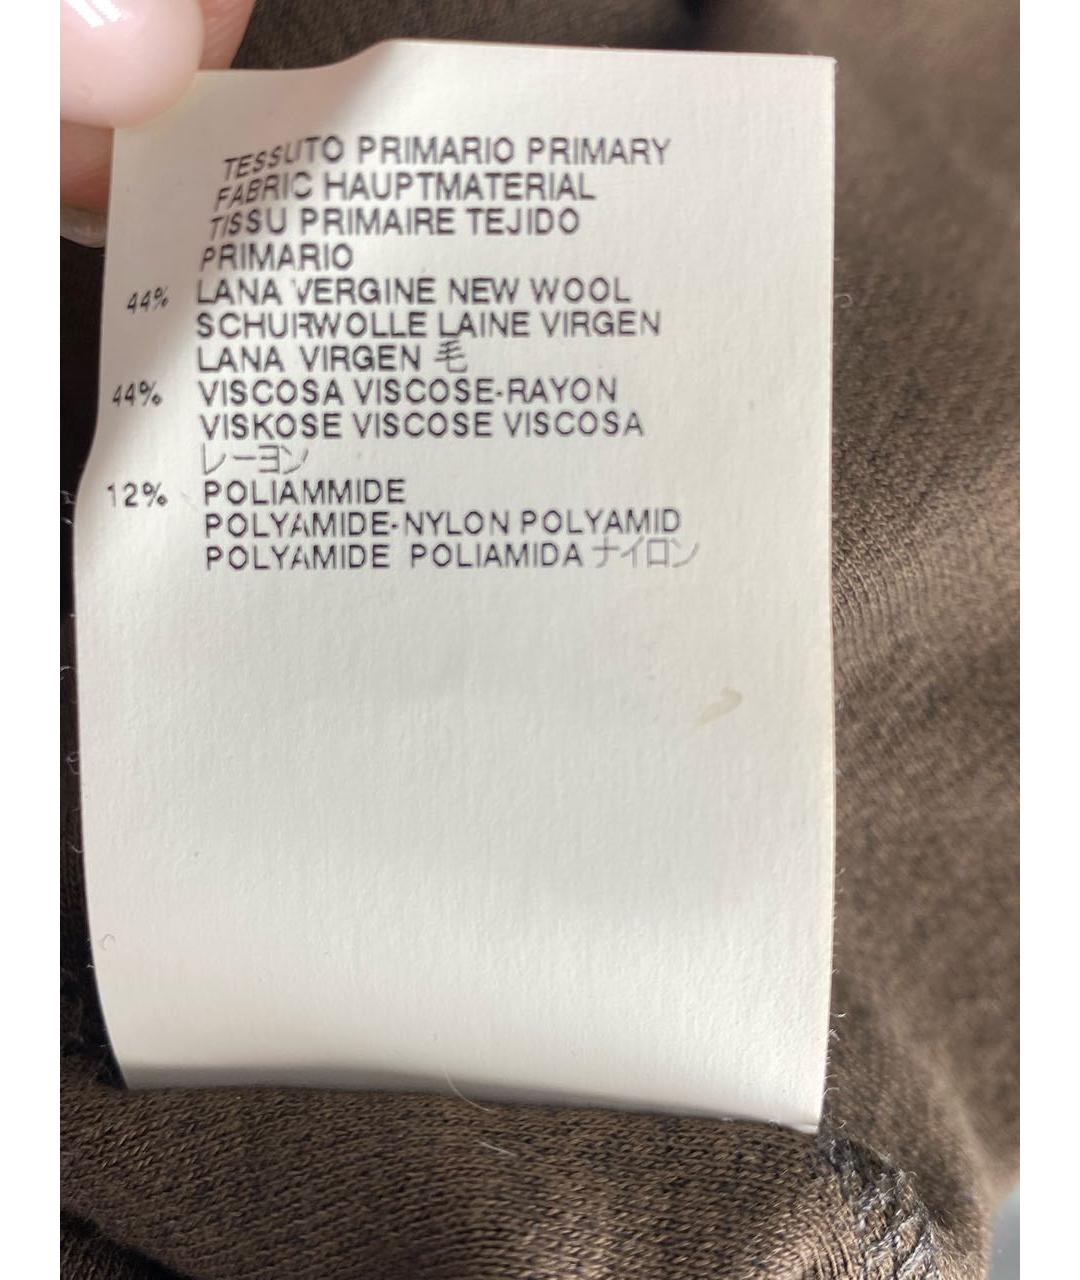 TESSUTO PRIMARIO PRIMARY
FABRIC HAUPTMATERIAL
TISSU PRIMAIRE TEJIDO
PRIMARIO
44% LANA VERGINE NEW WOOL
SCHURWOLLE LAINE VIRGEN
LANA VIRGEN 毛
44% VISCOSA VISCOSE-RAYON
VISKOSE VISCOSE VISCOSA
レーヨン
12% POLIAMMIDE
POLYAMIDE-NYLON POLYAMID
POLYAMIDE POLIAMIDA ナイロン